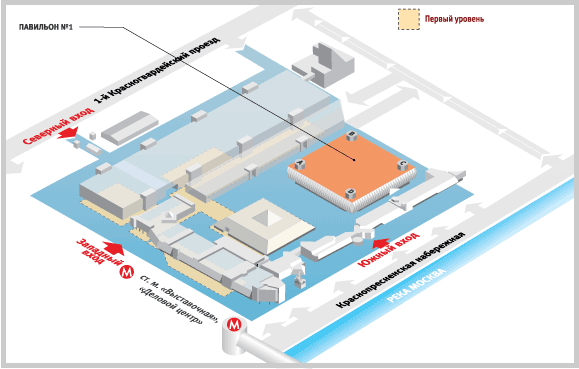 Первый уровень
ПАВИЛЬОН №1
1-й Красногвардейский проезд
Северный вход
B
A
C
D
Западный
вход
М
Южный вход
Краснопресненская набережная
РЕКА МОСКВА
ст. м. «Выставочная»,
«Деловой центр»
М